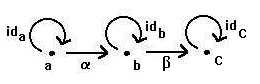 id_a id_b id_C
a α b β C